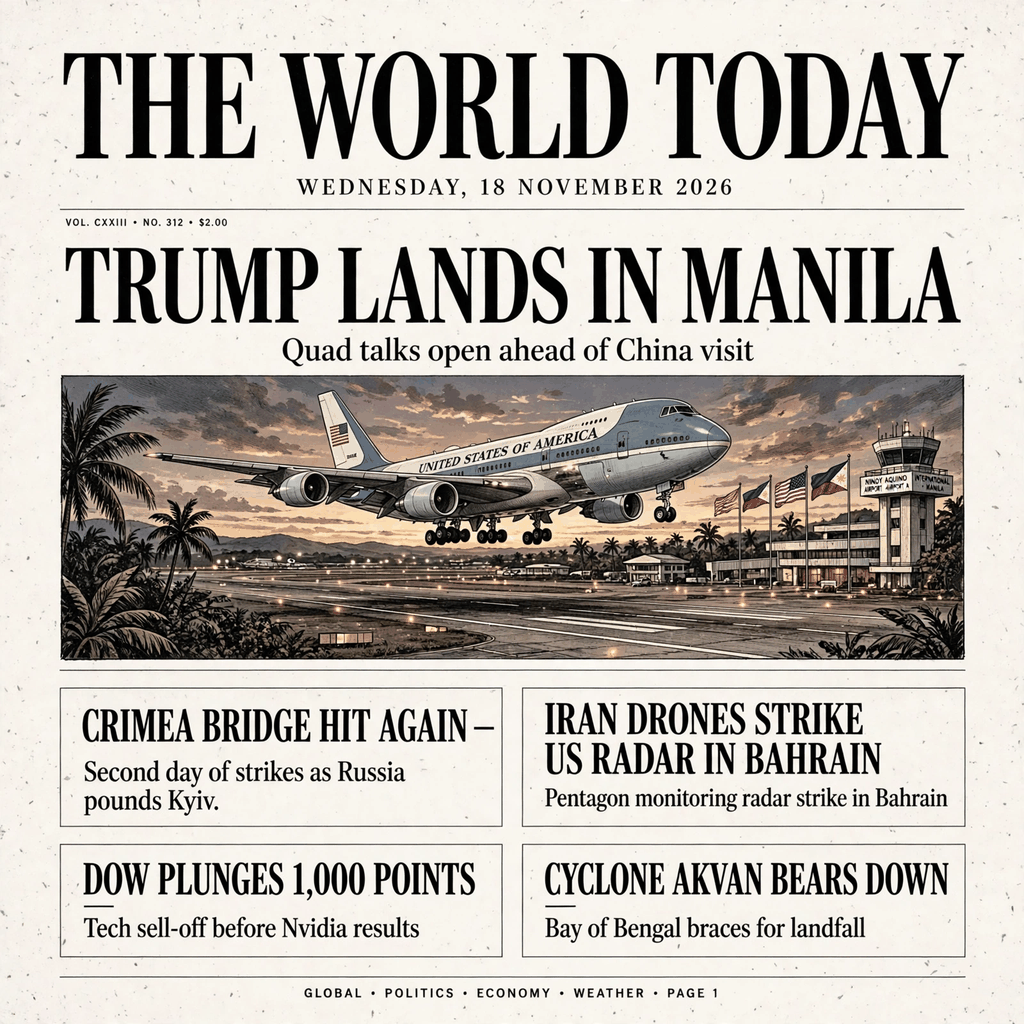 THE WORLD TODAY
WEDNESDAY, 18 NOVEMBER 2026
VOL. CXXIII • NO. 312 • $2.00
TRUMP LANDS IN MANILA
Quad talks open ahead of China visit
UNITED STATES OF AMERICA
NINOY AQUINO INTERNATIONAL
MANILA
CRIMEA BRIDGE HIT AGAIN –
Second day of strikes as Russia
pounds Kyiv.
IRAN DRONES STRIKE
US RADAR IN BAHRAIN
Pentagon monitoring radar strike in Bahrain
DOW PLUNGES 1,000 POINTS
Tech sell-off before Nvidia results
CYCLONE AKVAN BEARS DOWN
Bay of Bengal braces for landfall
GLOBAL • POLITICS • ECONOMY • WEATHER • PAGE 1